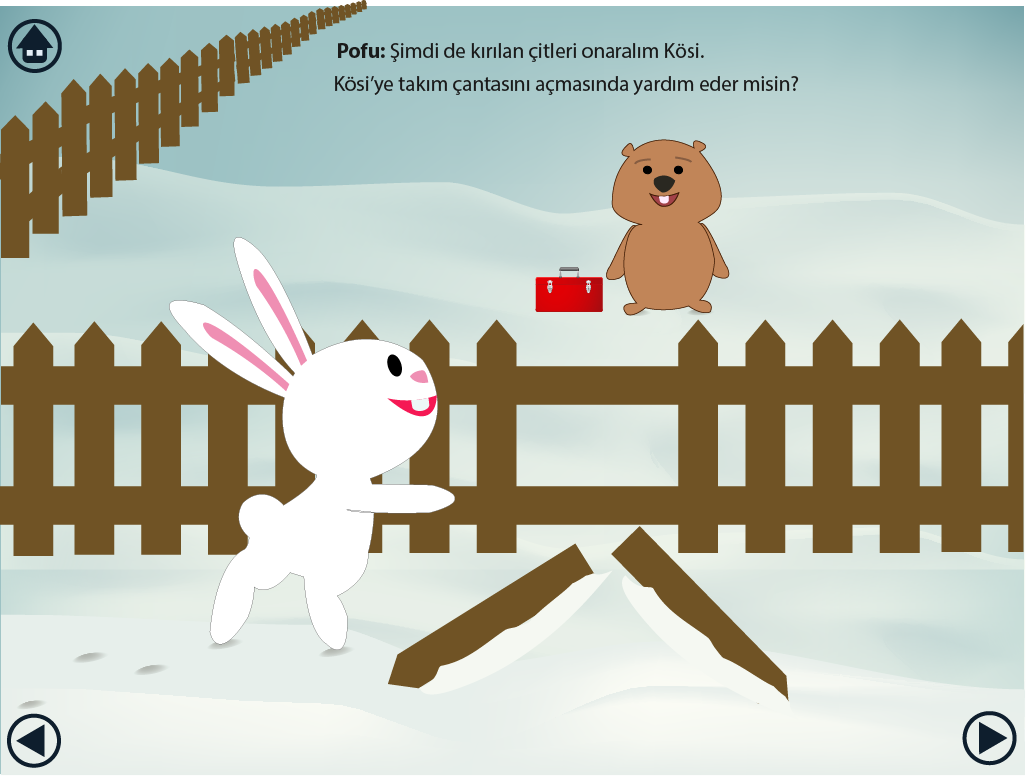 Pofu: Şimdi de kırılan çitleri onaralım Kösi.
Kösi’ye takım çantasını açmasında yardım eder misin?